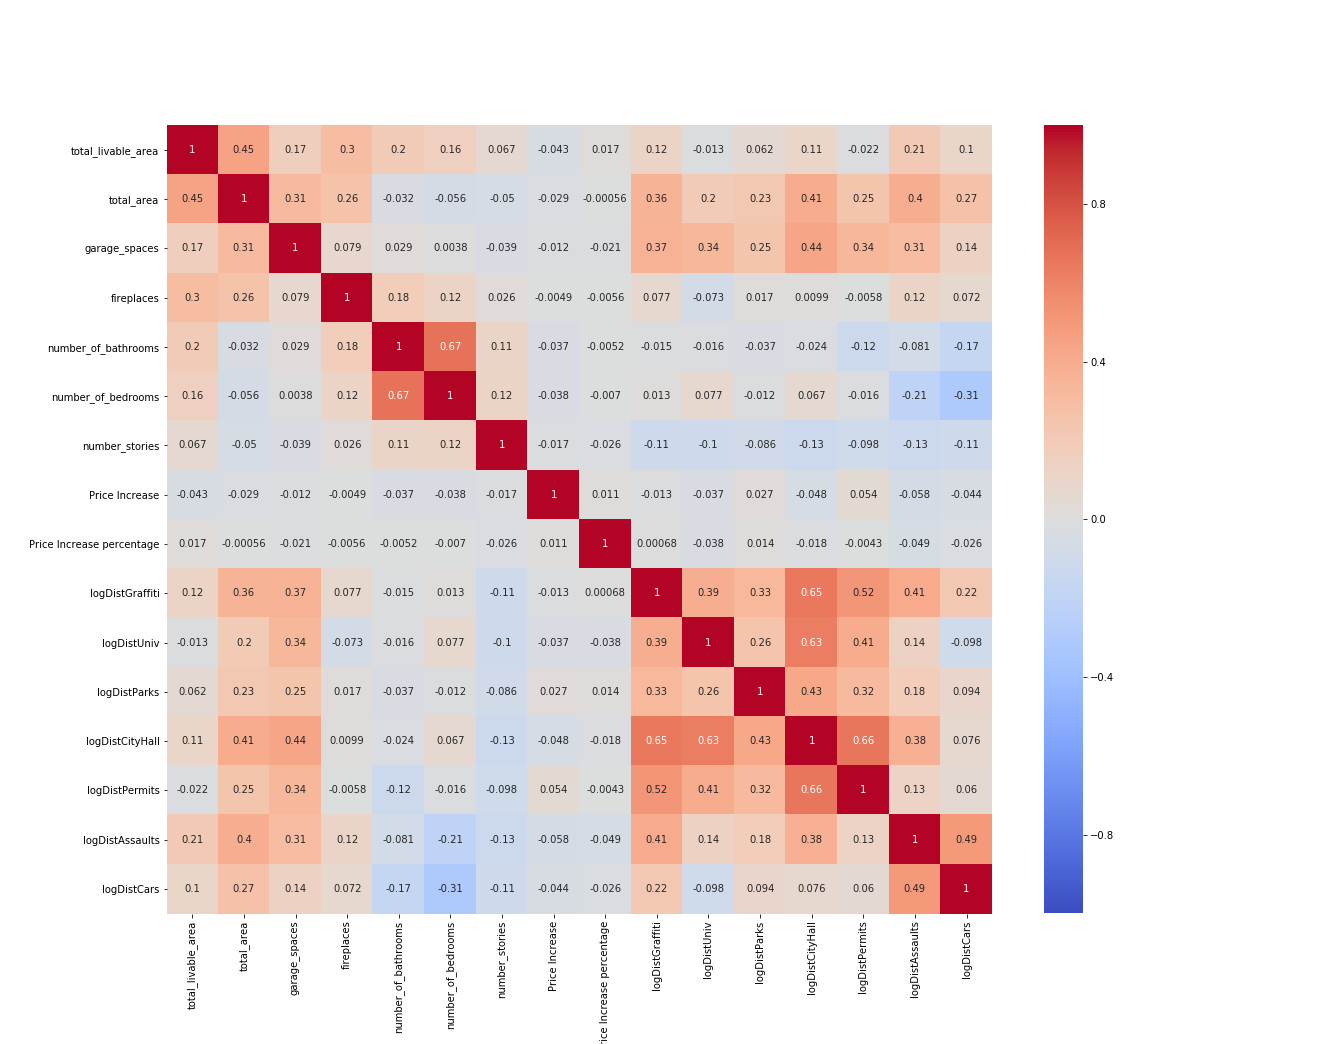 total_livable_area 1 0.45 0.17 0.3 0.2 0.16 0.067 -0.043 0.017 0.12 -0.013 0.062 0.11 -0.022 0.21 0.1
total_area 0.45 1 0.31 0.26 -0.032 -0.056 -0.05 -0.029 -0.00056 0.36 0.2 0.23 0.41 0.25 0.4 0.27
0.8
garage_spaces 0.17 0.31 1 0.079 0.029 0.0038 -0.039 -0.012 -0.021 0.37 0.34 0.25 0.44 0.34 0.31 0.14
fireplaces 0.3 0.26 0.079 1 0.18 0.12 0.026 -0.0049 -0.0056 0.077 -0.073 0.017 0.0099 -0.0058 0.12 0.072
number_of_bathrooms 0.2 -0.032 0.029 0.18 1 0.67 0.11 -0.037 -0.0052 -0.015 -0.016 -0.037 -0.024 -0.12 -0.081 -0.17
0.4
number_of_bedrooms 0.16 -0.056 0.0038 0.12 0.67 1 0.12 -0.038 -0.007 0.013 0.077 -0.012 0.067 -0.016 -0.21 -0.31
number_stories 0.067 -0.05 -0.039 0.026 0.11 0.12 1 -0.017 -0.026 -0.11 -0.1 -0.086 -0.13 -0.098 -0.13 -0.11
Price Increase -0.043 -0.029 -0.012 -0.0049 -0.037 -0.038 -0.017 1 0.011 -0.013 -0.037 0.027 -0.048 0.054 -0.058 -0.044
0.0
Price Increase percentage 0.017 -0.00056 -0.021 -0.0056 -0.0052 -0.007 -0.026 0.011 1 0.00068 -0.038 0.014 -0.018 -0.0043 -0.049 -0.026
logDistGraffiti 0.12 0.36 0.37 0.077 -0.015 0.013 -0.11 -0.013 0.00068 1 0.39 0.33 0.65 0.52 0.41 0.22
logDistUniv -0.013 0.2 0.34 -0.073 -0.016 0.077 -0.1 -0.037 -0.038 0.39 1 0.26 0.63 0.41 0.14 -0.098
−0.4
logDistParks 0.062 0.23 0.25 0.017 -0.037 -0.012 -0.086 0.027 0.014 0.33 0.26 1 0.43 0.32 0.18 0.094
logDistCityHall 0.11 0.41 0.44 0.0099 -0.024 0.067 -0.13 -0.048 -0.018 0.65 0.63 0.43 1 0.66 0.38 0.076
logDistPermits -0.022 0.25 0.34 -0.0058 -0.12 -0.016 -0.098 0.054 -0.0043 0.52 0.41 0.32 0.66 1 0.13 0.06
−0.8
logDistAssaults 0.21 0.4 0.31 0.12 -0.081 -0.21 -0.13 -0.058 -0.049 0.41 0.14 0.18 0.38 0.13 1 0.49
logDistCars 0.1 0.27 0.14 0.072 -0.17 -0.31 -0.11 -0.044 -0.026 0.22 -0.098 0.094 0.076 0.06 0.49 1
total_livable_area
total_area
garage_spaces
fireplaces
number_of_bathrooms
number_of_bedrooms
number_stories
Price Increase
rice Increase percentage
logDistGraffiti
logDistUniv
logDistParks
logDistCityHall
logDistPermits
logDistAssaults
logDistCars